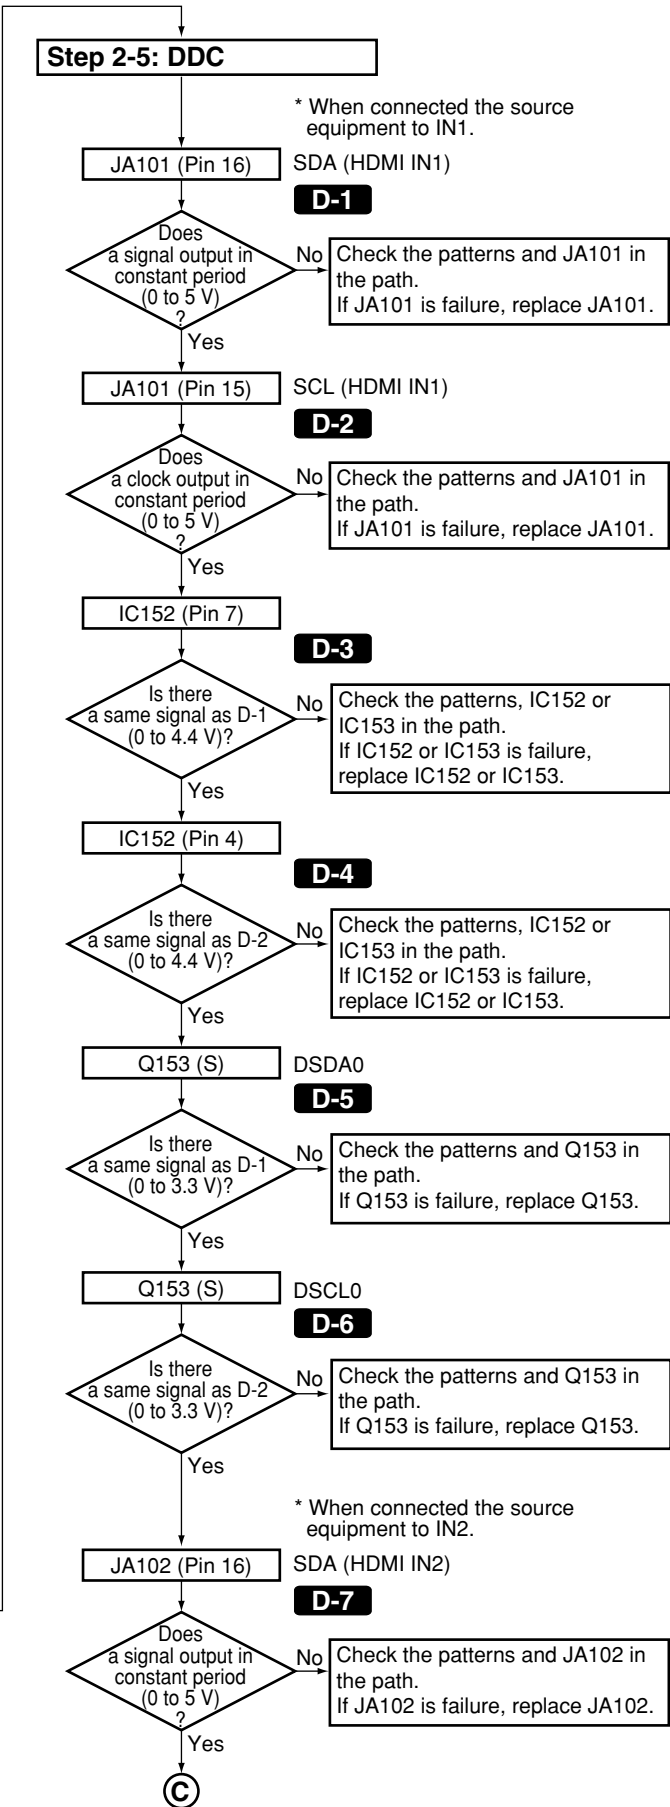 Step 2-5: DDC
* When connected the source
equipment to IN1.
JA101 (Pin 16)
SDA (HDMI IN1)
D-1
Does
a signal output in
constant period
(0 to 5 V)
?
No
Check the patterns and JA101 in
the path.
If JA101 is failure, replace JA101.
Yes
JA101 (Pin 15)
SCL (HDMI IN1)
D-2
Does
a clock output in
constant period
(0 to 5 V)
?
No
Check the patterns and JA101 in
the path.
If JA101 is failure, replace JA101.
Yes
IC152 (Pin 7)
D-3
Is there
a same signal as D-1
(0 to 4.4 V)?
No
Check the patterns, IC152 or
IC153 in the path.
If IC152 or IC153 is failure,
replace IC152 or IC153.
Yes
IC152 (Pin 4)
D-4
Is there
a same signal as D-2
(0 to 4.4 V)?
No
Check the patterns, IC152 or
IC153 in the path.
If IC152 or IC153 is failure,
replace IC152 or IC153.
Yes
Q153 (S)
DSDA0
D-5
Is there
a same signal as D-1
(0 to 3.3 V)?
No
Check the patterns and Q153 in
the path.
If Q153 is failure, replace Q153.
Yes
Q153 (S)
DSCL0
D-6
Is there
a same signal as D-2
(0 to 3.3 V)?
No
Check the patterns and Q153 in
the path.
If Q153 is failure, replace Q153.
Yes
* When connected the source
equipment to IN2.
JA102 (Pin 16)
SDA (HDMI IN2)
D-7
Does
a signal output in
constant period
(0 to 5 V)
?
No
Check the patterns and JA102 in
the path.
If JA102 is failure, replace JA102.
Yes
C